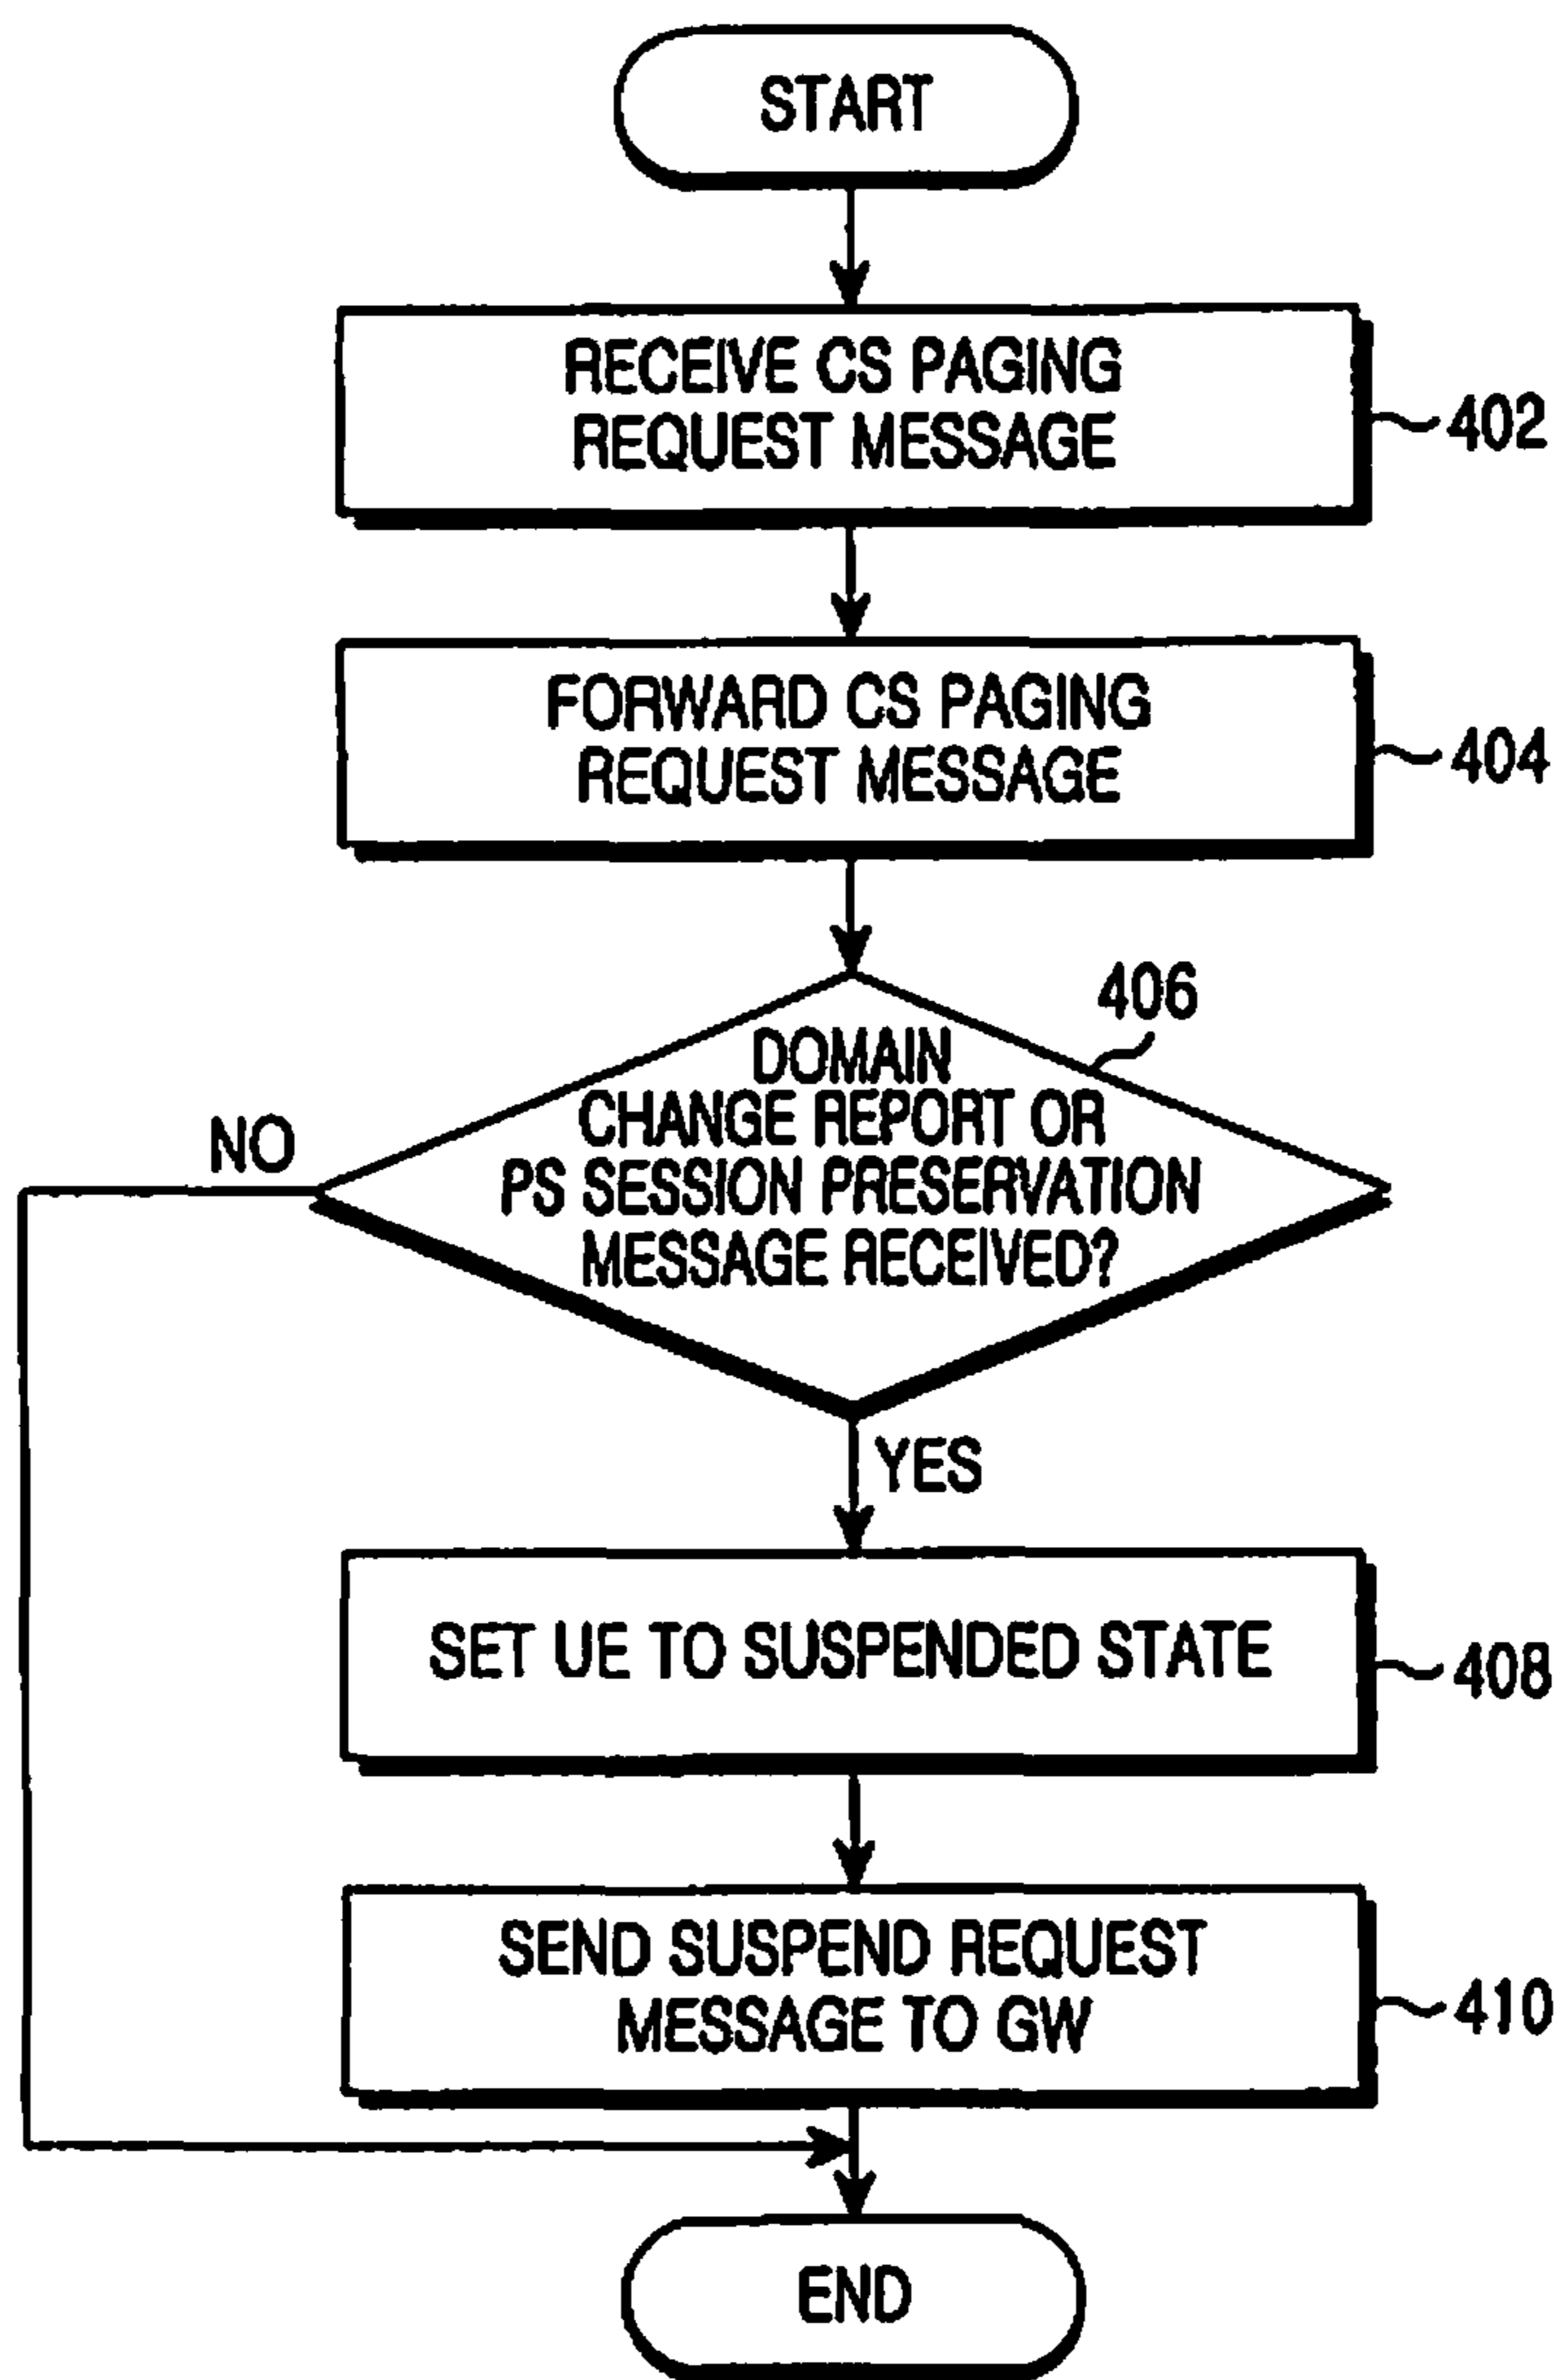 START
RECEIVE CS PAGING
REQUEST MESSAGE
402
FORWARD CS PAGING
REQUEST MESSAGE
404
406
DOMAIN
CHANGE REPORT OR
PS SESSION PRESERVATION
MESSAGE RECEIVED?
NO
YES
SET UE TO SUSPENDED STATE
408
SEND SUSPEND REQUEST
MESSAGE TO GW
410
END